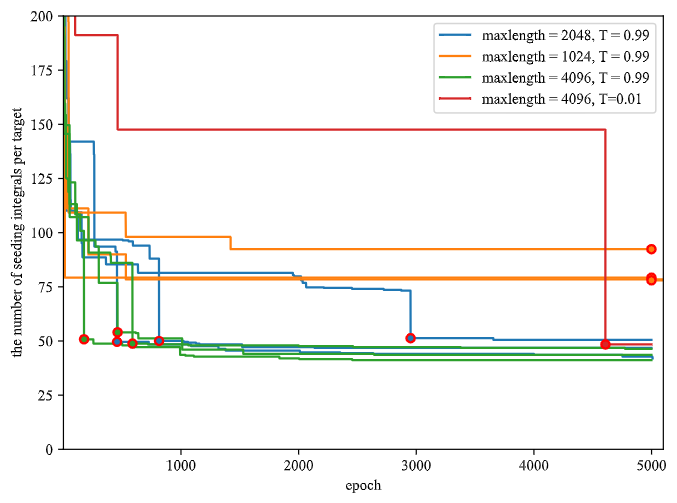 200
175
150
125
100
75
50
25
0
the number of seeding integrals per target
maxlength = 2048, T = 0.99
maxlength = 1024, T = 0.99
maxlength = 4096, T = 0.99
maxlength = 4096, T=0.01
1000 2000 3000 4000 5000
epoch